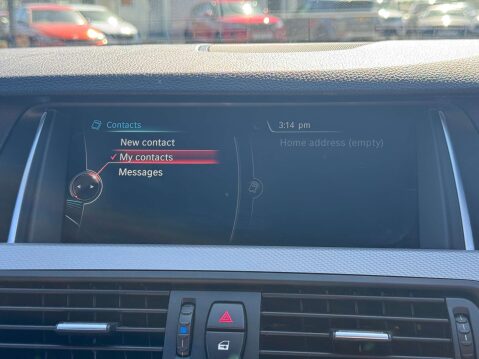 Contacts
3:14 pm
New contact
Home address (empty)
My contacts
Messages